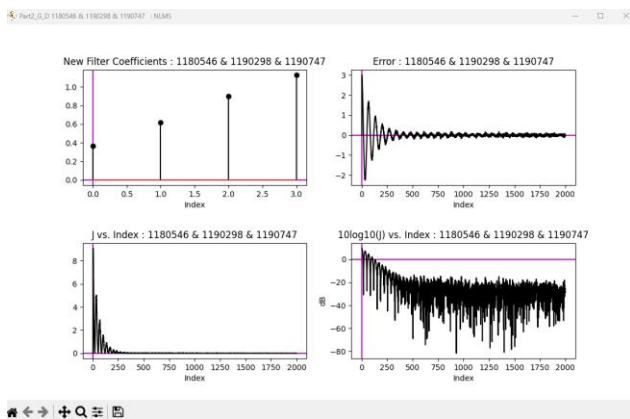 Part2_G_D 1180546 & 1190298 & 1190747 : NLMS
New Filter Coefficients : 1180546 & 1190298 & 1190747
1.0
0.8
0.6
0.4
0.2
0.0
0.0 0.5 1.0 1.5 2.0 2.5 3.0
Index
Error : 1180546 & 1190298 & 1190747
3
2
1
0
−1
−2
0 250 500 750 1000 1250 1500 1750 2000
Index
J vs. Index : 1180546 & 1190298 & 1190747
8
6
4
2
0
0 250 500 750 1000 1250 1500 1750 2000
Index
10log10(J) vs. Index : 1180546 & 1190298 & 1190747
dB
0
−20
−40
−60
−80
0 250 500 750 1000 1250 1500 1750 2000
Index